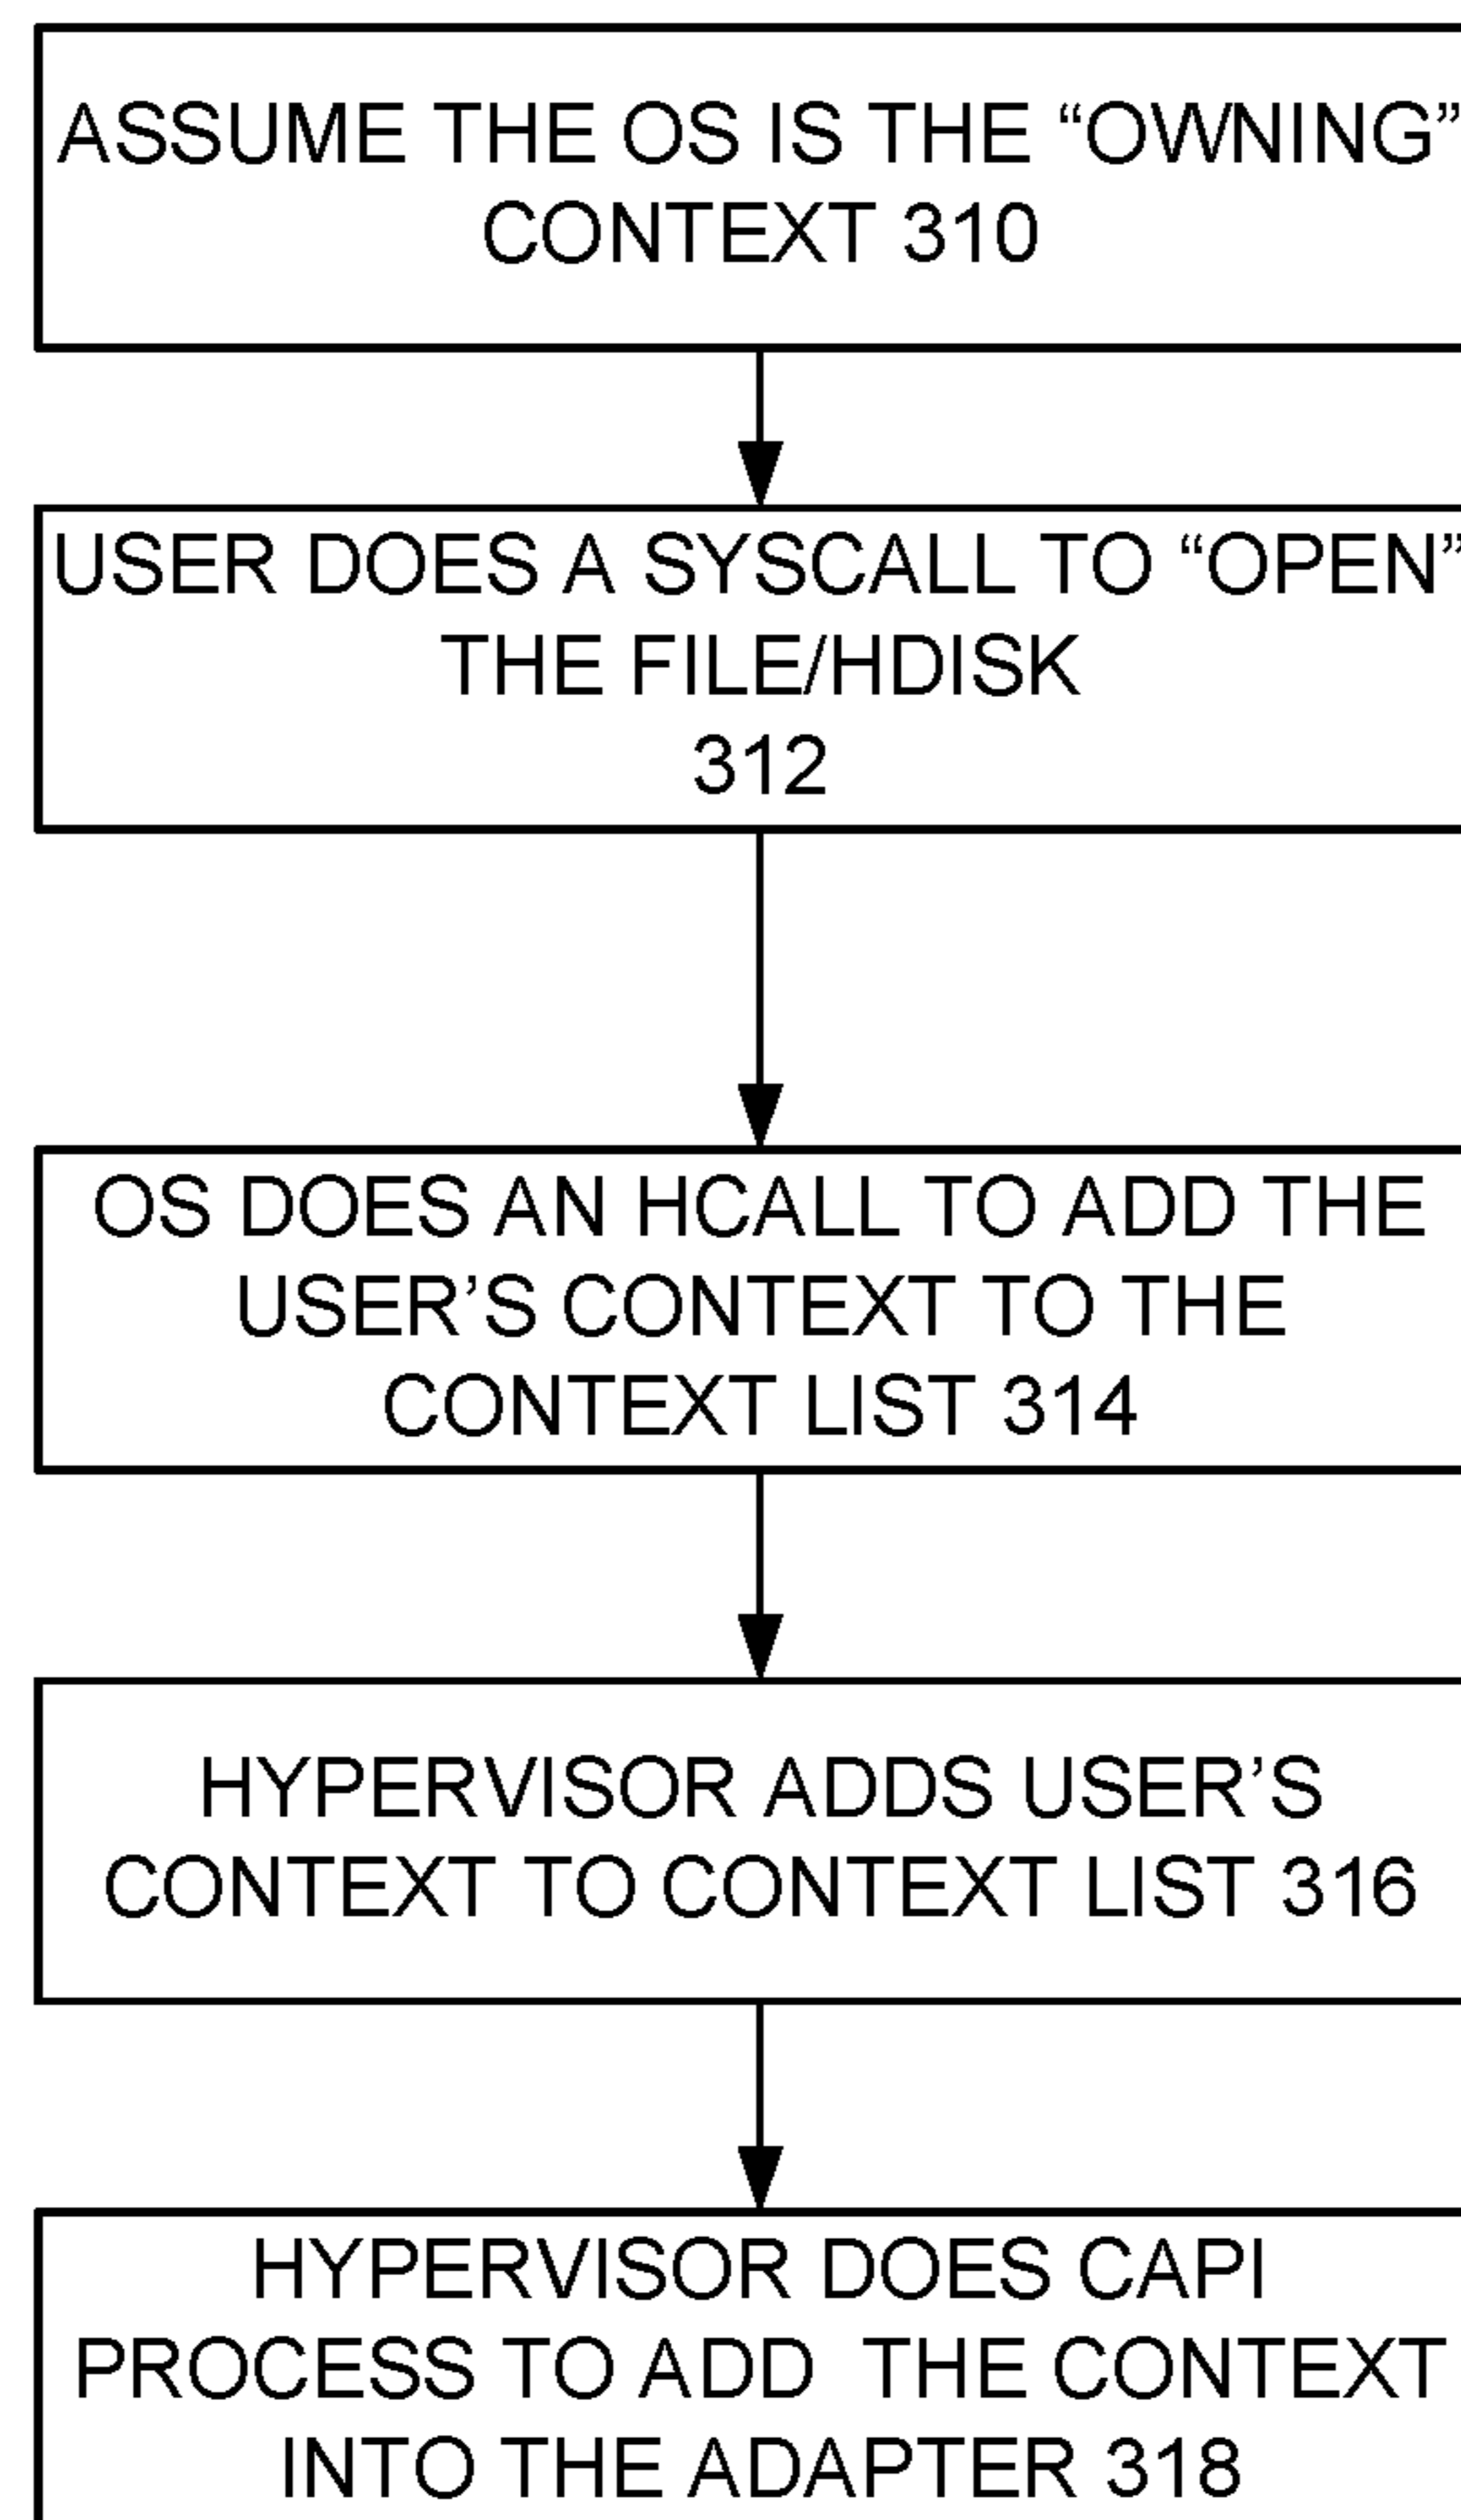 ASSUME THE OS IS THE “OWNING”
CONTEXT 310
USER DOES A SYSCALL TO “OPEN”
THE FILE/HDISK
312
OS DOES AN HCALL TO ADD THE
USER’S CONTEXT TO THE
CONTEXT LIST 314
HYPERVISOR ADDS USER’S
CONTEXT TO CONTEXT LIST 316
HYPERVISOR DOES CAPI
PROCESS TO ADD THE CONTEXT
INTO THE ADAPTER 318